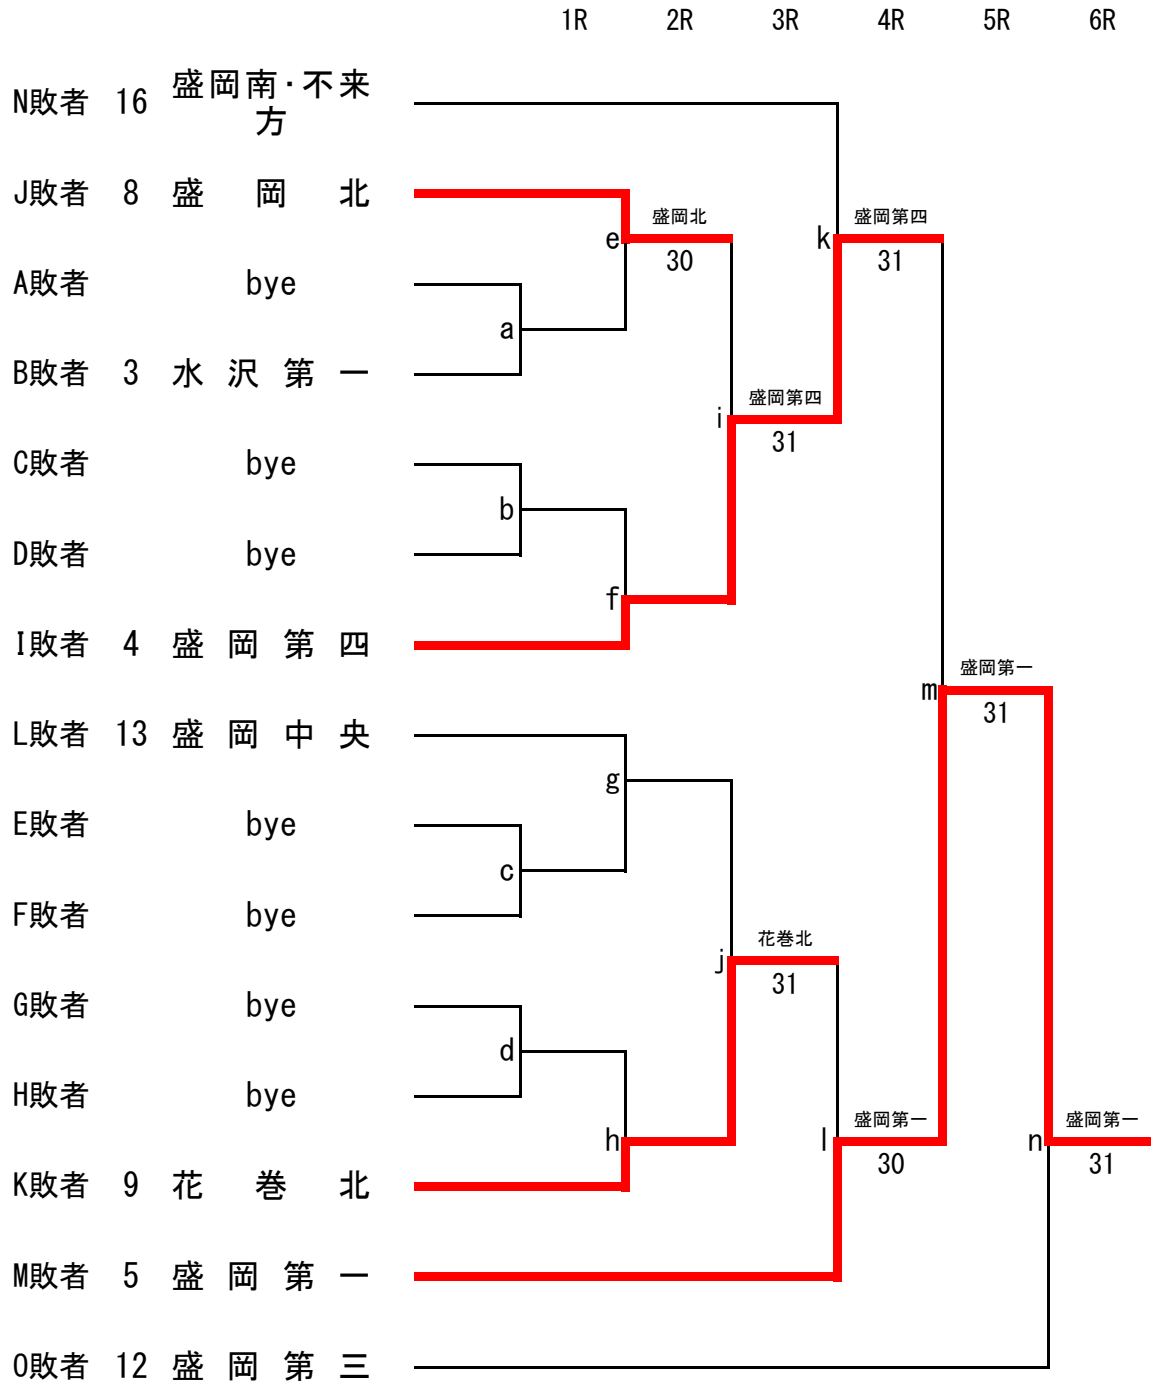 1R 2R 3R 4R 5R 6R
N敗者 16 盛岡南・不来
方
J敗者 8 盛岡北
盛岡北
盛岡第四
e
k
30
31
A敗者 bye
a
B敗者 3 水沢第一
盛岡第四
i
31
C敗者 bye
b
D敗者 bye
f
I敗者 4 盛岡第四
盛岡第一
m
31
L敗者 13 盛岡中央
g
E敗者 bye
c
F敗者 bye
花巻北
j
31
G敗者 bye
d
H敗者 bye
盛岡第一
盛岡第一
h
l
n
30
31
K敗者 9 花巻北
M敗者 5 盛岡第一
O敗者 12 盛岡第三